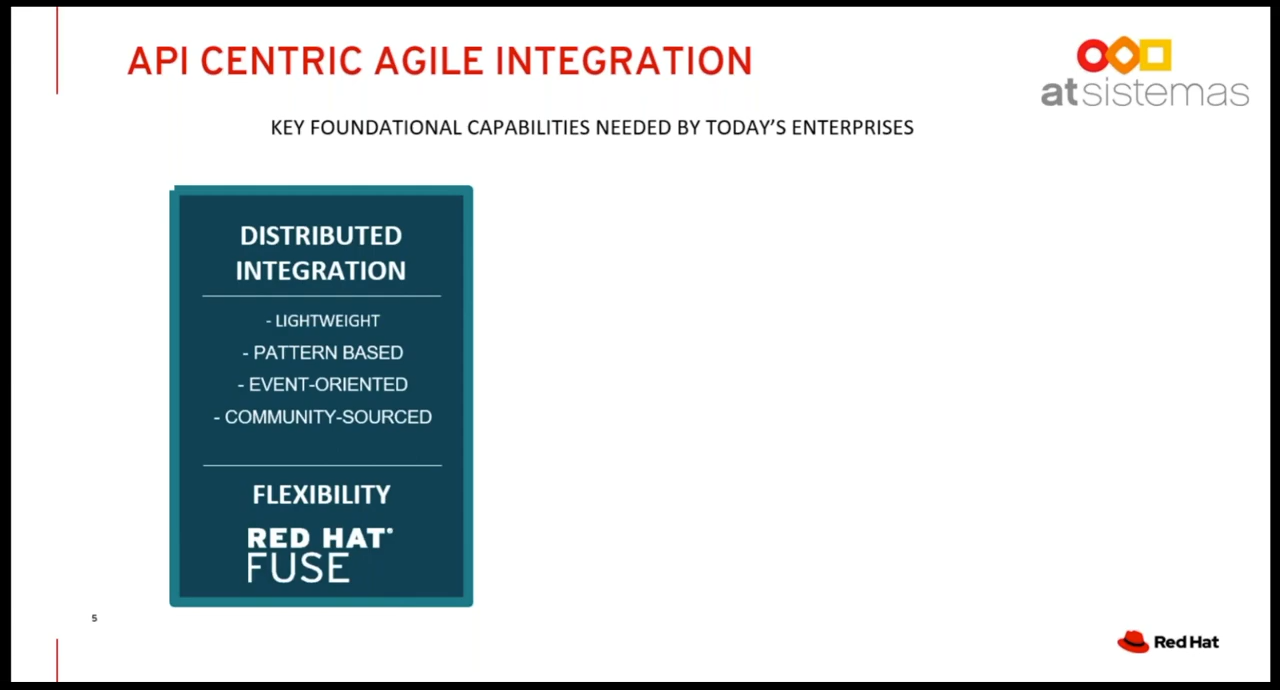 API CENTRIC AGILE INTEGRATION
atsistemas
KEY FOUNDATIONAL CAPABILITIES NEEDED BY TODAY’S ENTERPRISES
DISTRIBUTED
INTEGRATION
- LIGHTWEIGHT
- PATTERN BASED
- EVENT-ORIENTED
- COMMUNITY-SOURCED
FLEXIBILITY
RED HAT®
FUSE
5
Red Hat